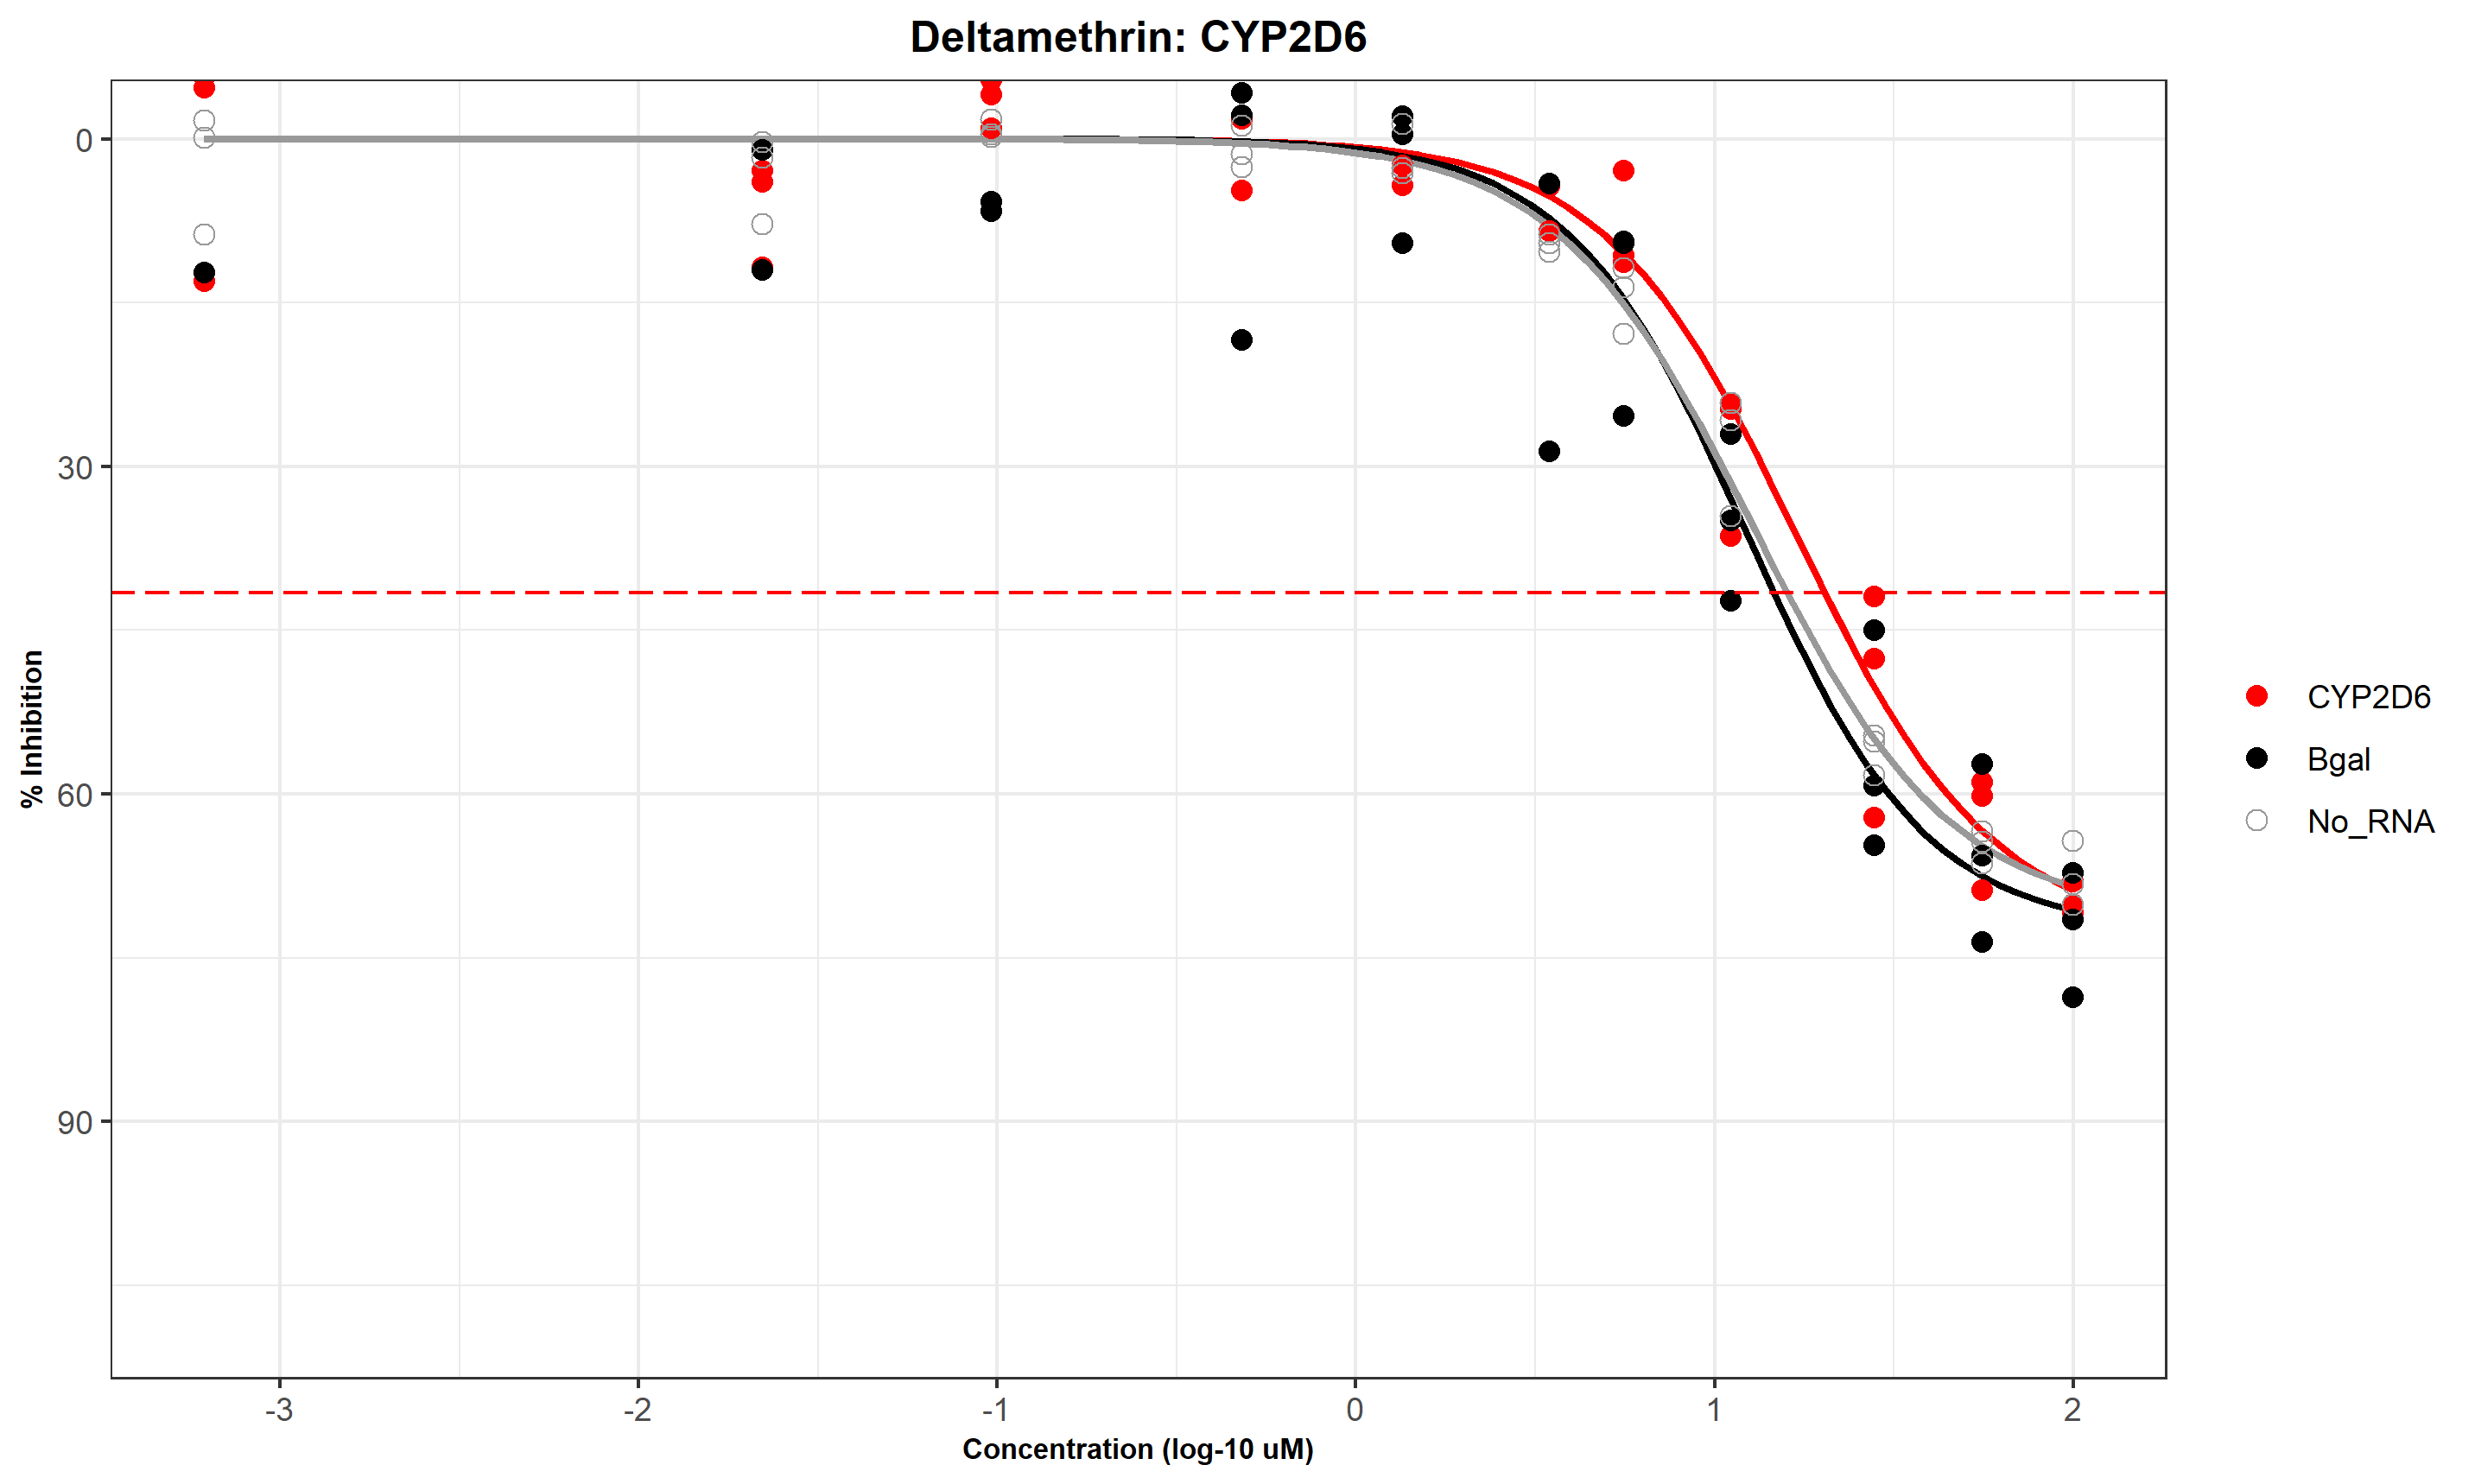 Deltamethrin: CYP2D6
% Inhibition
0
30
60
90
-3
-2
-1
0
1
2
Concentration (log-10 uM)
CYP2D6
Bgal
No_RNA